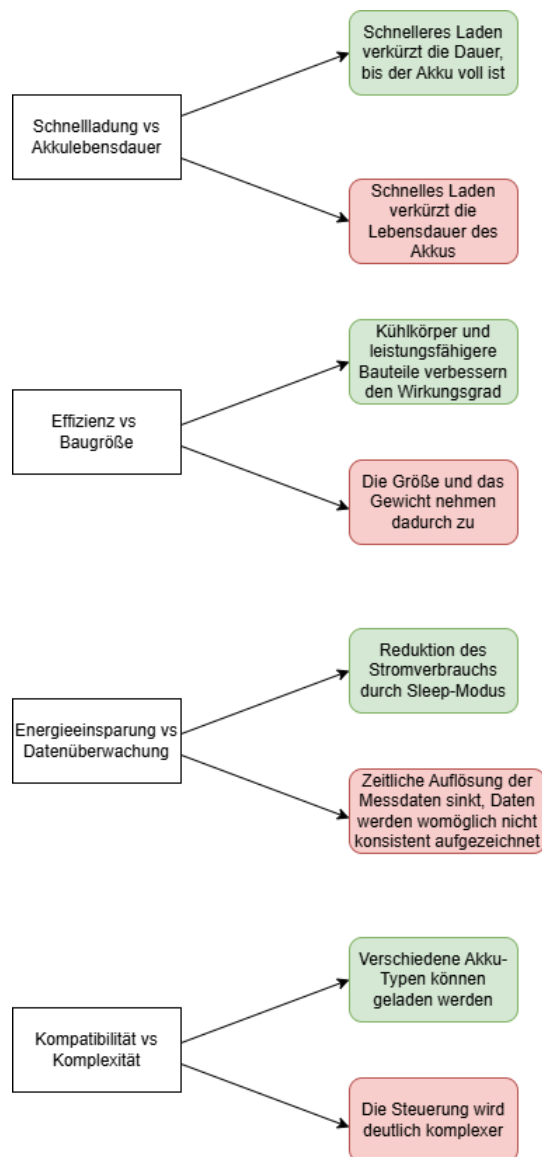 Schnelleres Laden
verkürzt die Dauer,
bis der Akku voll ist
Schnellladung vs
Akkulebensdauer
Schnelles Laden
verkürzt die
Lebensdauer des
Akkus
Kühlkörper und
leistungsfähigere
Bauteile verbessern
den Wirkungsgrad
Effizienz vs
Baugröße
Die Größe und das
Gewicht nehmen
dadurch zu
Reduktion des
Stromverbrauchs
durch Sleep-Modus
Energieeinsparung vs
Datenüberwachung
Zeitliche Auflösung der
Messdaten sinkt, Daten
werden womöglich nicht
konsistent aufgezeichnet
Verschiedene Akku-
Typen können
geladen werden
Kompatibilität vs
Komplexität
Die Steuerung wird
deutlich komplexer